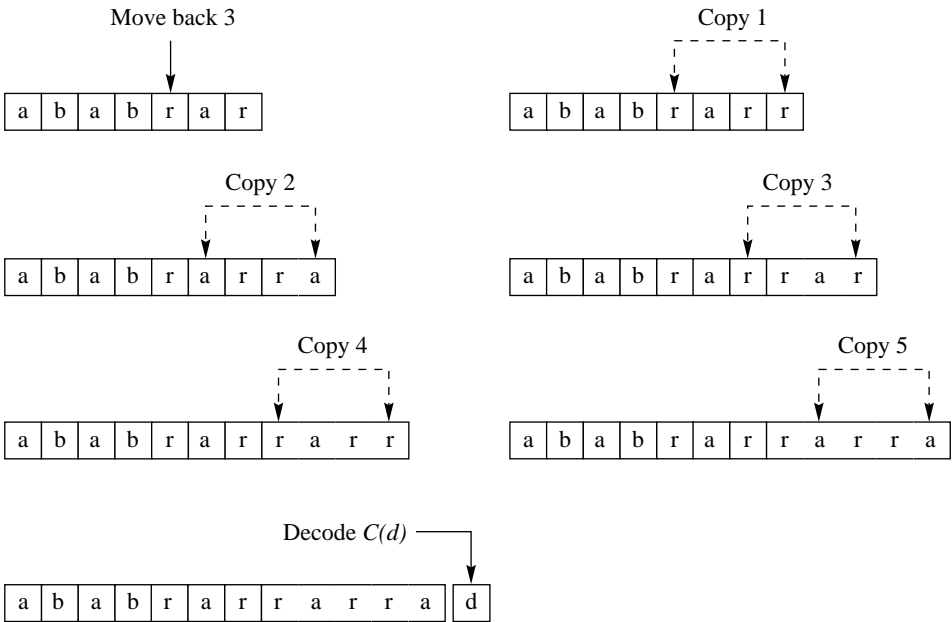 Move back 3
a b a b r a r
Copy 1
a b a b r a r r
Copy 2
a b a b r a r r a
Copy 3
a b a b r a r r a r
Copy 4
a b a b r a r r a r r
Copy 5
a b a b r a r r a r r a
Decode C(d)
a b a b r a r r a r r a d